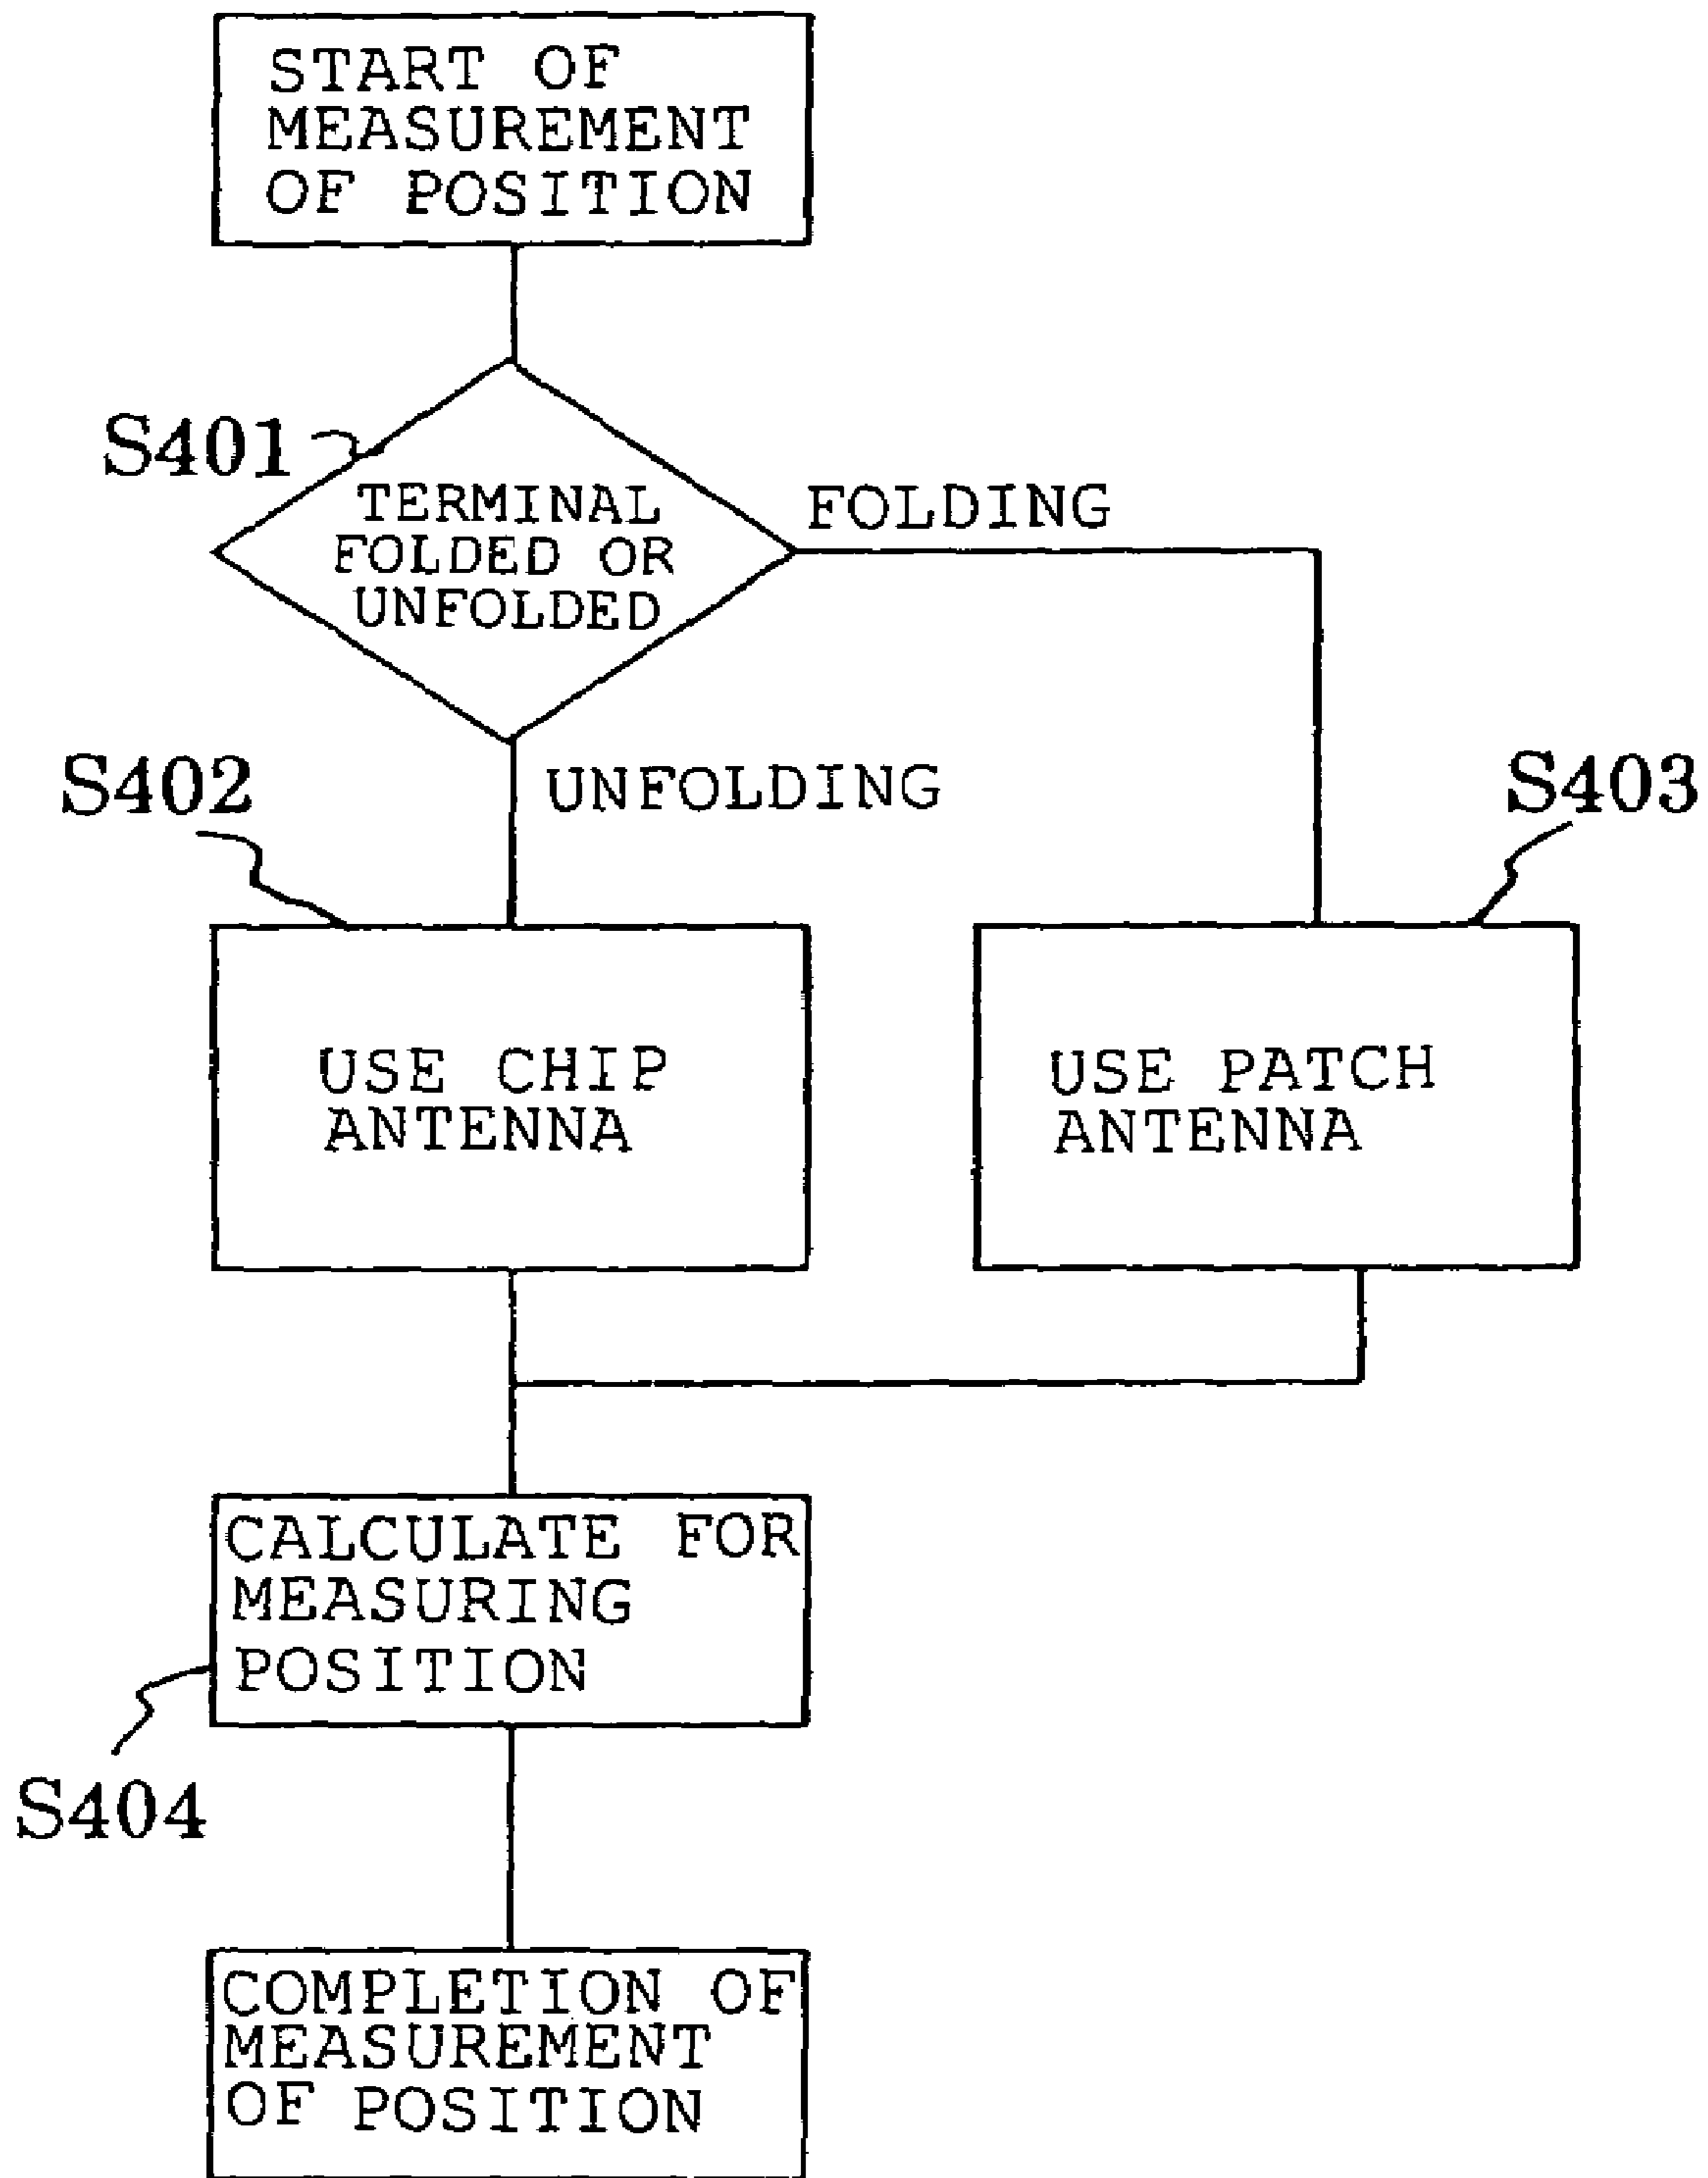 START OF
MEASUREMENT
OF POSITION
S401
TERMINAL
FOLDED OR
UNFOLDED
FOLDING
S402
UNFOLDING
S403
USE CHIP
ANTENNA
USE PATCH
ANTENNA
CALCULATE FOR
MEASURING
POSITION
S404
COMPLETION OF
MEASUREMENT
OF POSITION